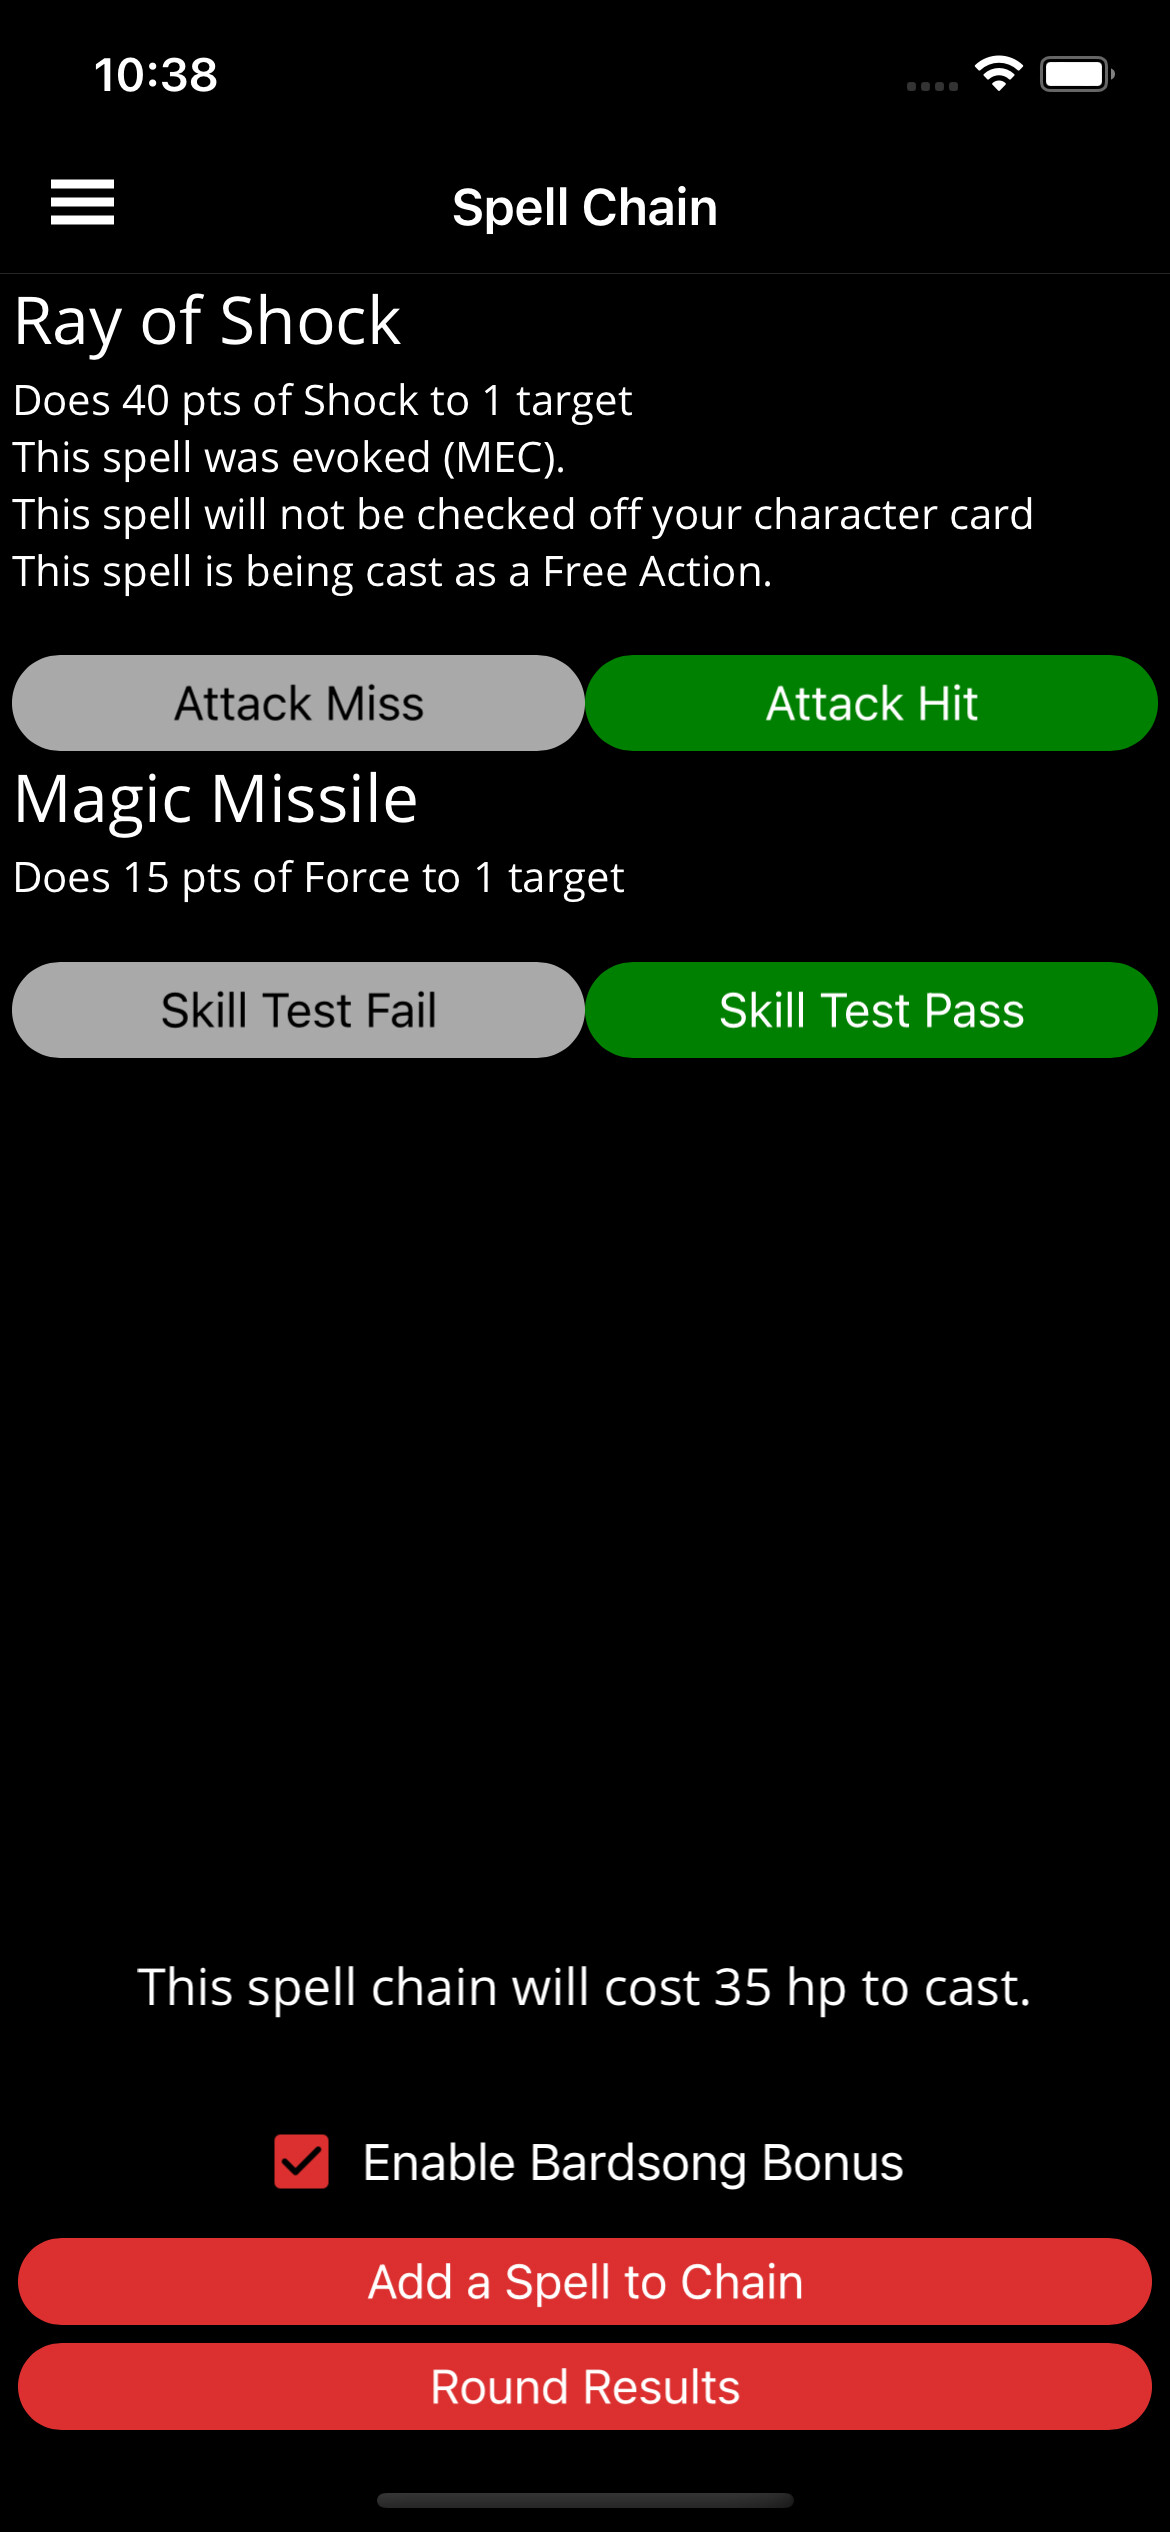 10:38
Spell Chain
Ray of Shock
Does 40 pts of Shock to 1 target
This spell was evoked (MEC).
This spell will not be checked off your character card
This spell is being cast as a Free Action.
Attack Miss
Attack Hit
Magic Missile
Does 15 pts of Force to 1 target
Skill Test Fail
Skill Test Pass
This spell chain will cost 35 hp to cast.
Enable Bardsong Bonus
Add a Spell to Chain
Round Results